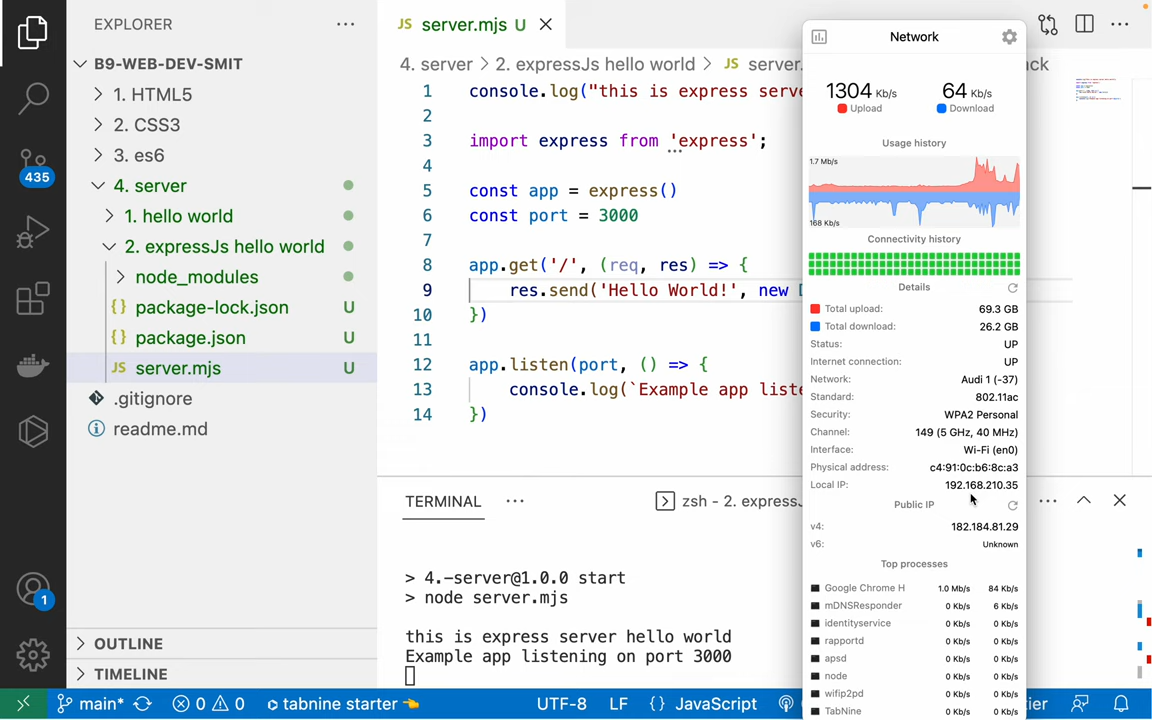 EXPLORER
B9-WEB-DEV-SMIT
1. HTML5
2. CSS3
3. es6
4. server
1. hello world
2. expressJs hello world
node_modules
{} package-lock.json U
{} package.json U
JS server.mjs U
.gitignore
readme.md
OUTLINE
TIMELINE
435
1
JS server.mjs U
4. server > 2. expressJs hello world > JS server.
ck
1 console.log("this is express serve
2
3 import express from 'express';
4
5 const app = express()
6 const port = 3000
7
8 app.get('/', (req, res) => {
9 res.send('Hello World!', new
10 })
11
12 app.listen(port, () => {
13 console.log(`Example app liste
14 })
TERMINAL
zsh - 2. expressJ
> 4.-server@1.0.0 start
> node server.mjs
this is express server hello world
Example app listening on port 3000
Network
1304 Kb/s 64 Kb/s
Upload Download
Usage history
1.7 Mb/s
168 Kb/s
Connectivity history
Details
Total upload: 69.3 GB
Total download: 26.2 GB
Status: UP
Internet connection: UP
Network: Audi 1 (-37)
Standard: 802.11ac
Security: WPA2 Personal
Channel: 149 (5 GHz, 40 MHz)
Interface: Wi-Fi (en0)
Physical address: c4:91:0c:b6:8c:a3
Local IP: 192.168.210.35
Public IP
v4: 182.184.81.29
v6: Unknown
Top processes
Google Chrome H 1.0 Mb/s 84 Kb/s
mDNSResponder 0 Kb/s 6 Kb/s
identityservice 0 Kb/s 0 Kb/s
rapportd 0 Kb/s 0 Kb/s
apsd 0 Kb/s 0 Kb/s
node 0 Kb/s 0 Kb/s
wifip2pd 0 Kb/s 0 Kb/s
TabNine 0 Kb/s 0 Kb/s
main* 0 0 tabnine starter UTF-8 LF {} JavaScript tier